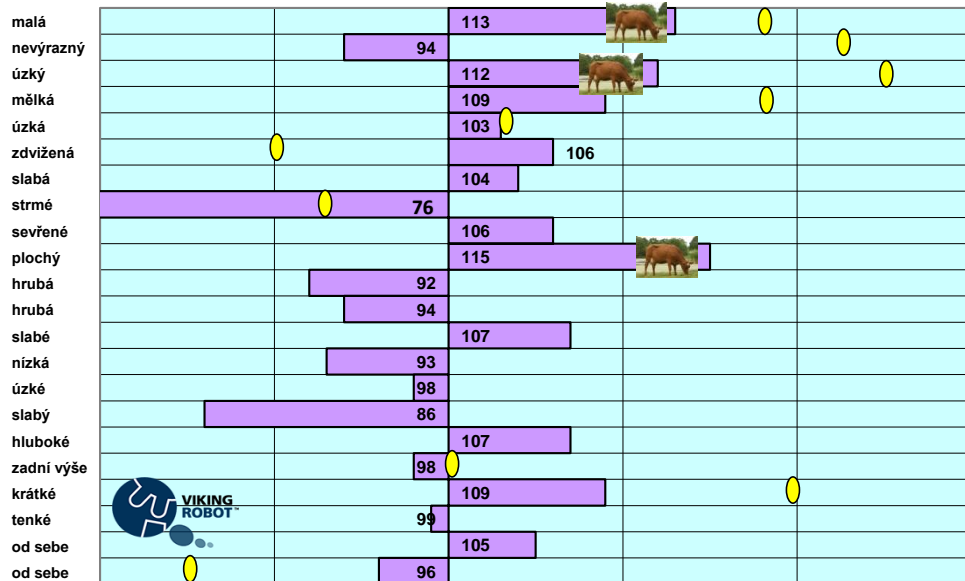 malá 113
nevýrazný 94
úzký 112
mělká 109
úzká 103
zdvižená 106
slabá 104
strmé 76
sevřené 106
plochý 115
hrubá 92
hrubá 94
slabé 107
nízká 93
úzké 98
slabý 86
hluboké 107
zadní výše 98
krátké 109
VIKING
ROBOT™
tenké 99
od sebe 105
od sebe 96